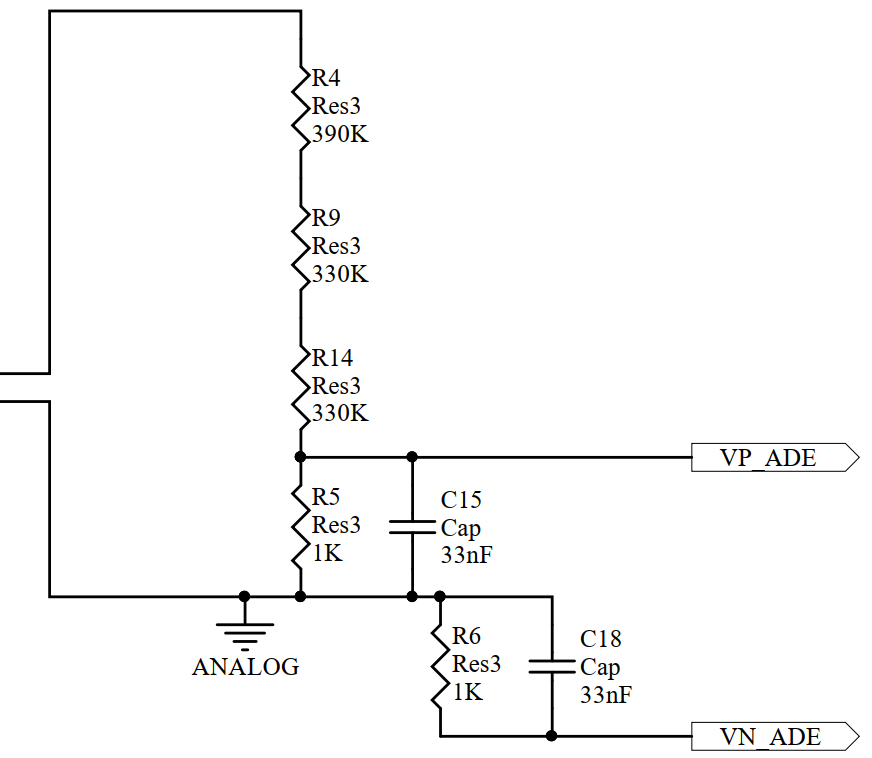 R4
Res3
390K
R9
Res3
330K
R14
Res3
330K
VP_ADE
R5
Res3
1K
C15
Cap
33nF
ANALOG
R6
Res3
1K
C18
Cap
33nF
VN_ADE